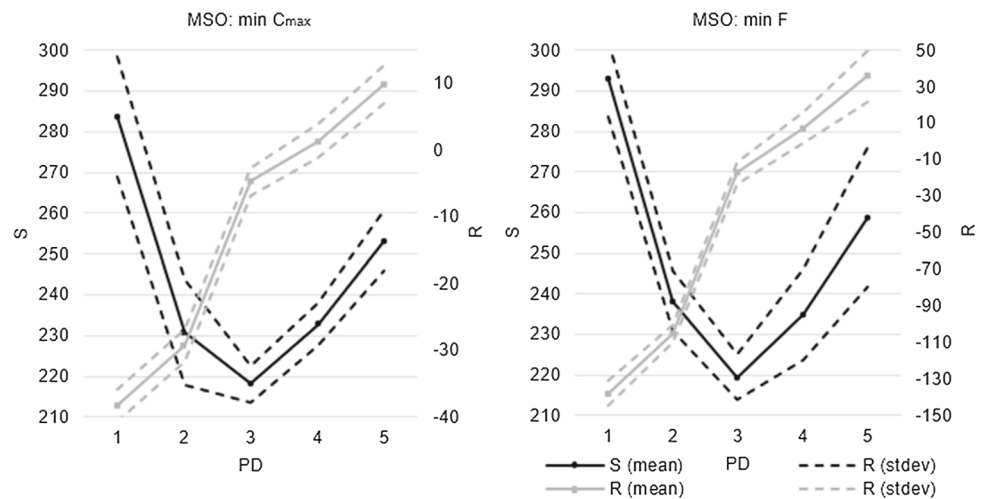 MSO: min Cmax
MSO: min F
300
290
280
270
260
250
240
230
220
210
S
10
0
-10
-20
-30
-40
R
1 2 3 4 5
PD
300
290
280
270
260
250
240
230
220
210
S
50
30
10
-10
-30
-50
-70
-90
-110
-130
-150
R
1 2 3 4 5
PD
S (mean)
R (stdev)
R (mean)
R (stdev)